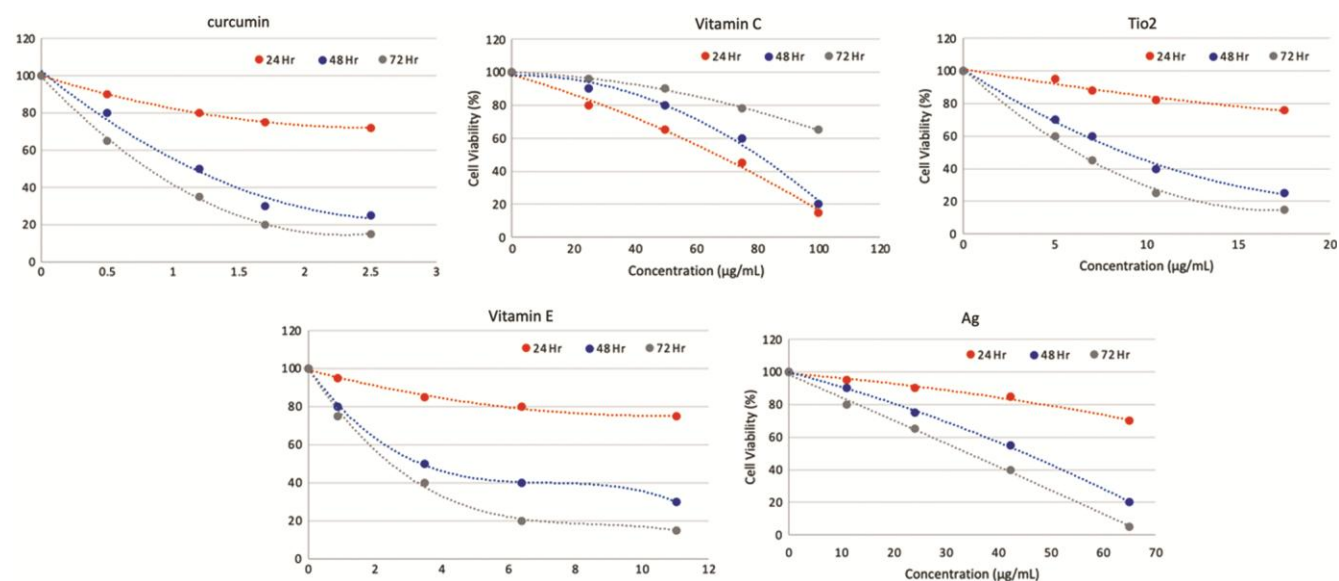 curcumin
24 Hr 48 Hr 72 Hr
120
100
80
60
40
20
0
0 0.5 1 1.5 2 2.5 3
Vitamin C
24 Hr 48 Hr 72 Hr
Cell Viability (%)
120
100
80
60
40
20
0
0 20 40 60 80 100 120
Concentration (µg/mL)
Tio2
24 Hr 48 Hr 72 Hr
Cell Viability (%)
120
100
80
60
40
20
0
0 5 10 15 20
Concentration (µg/mL)
Vitamin E
24 Hr 48 Hr 72 Hr
120
100
80
60
40
20
0
0 2 4 6 8 10 12
Ag
24 Hr 48 Hr 72 Hr
Cell Viability (%)
120
100
80
60
40
20
0
0 10 20 30 40 50 60 70
Concentration (µg/mL)